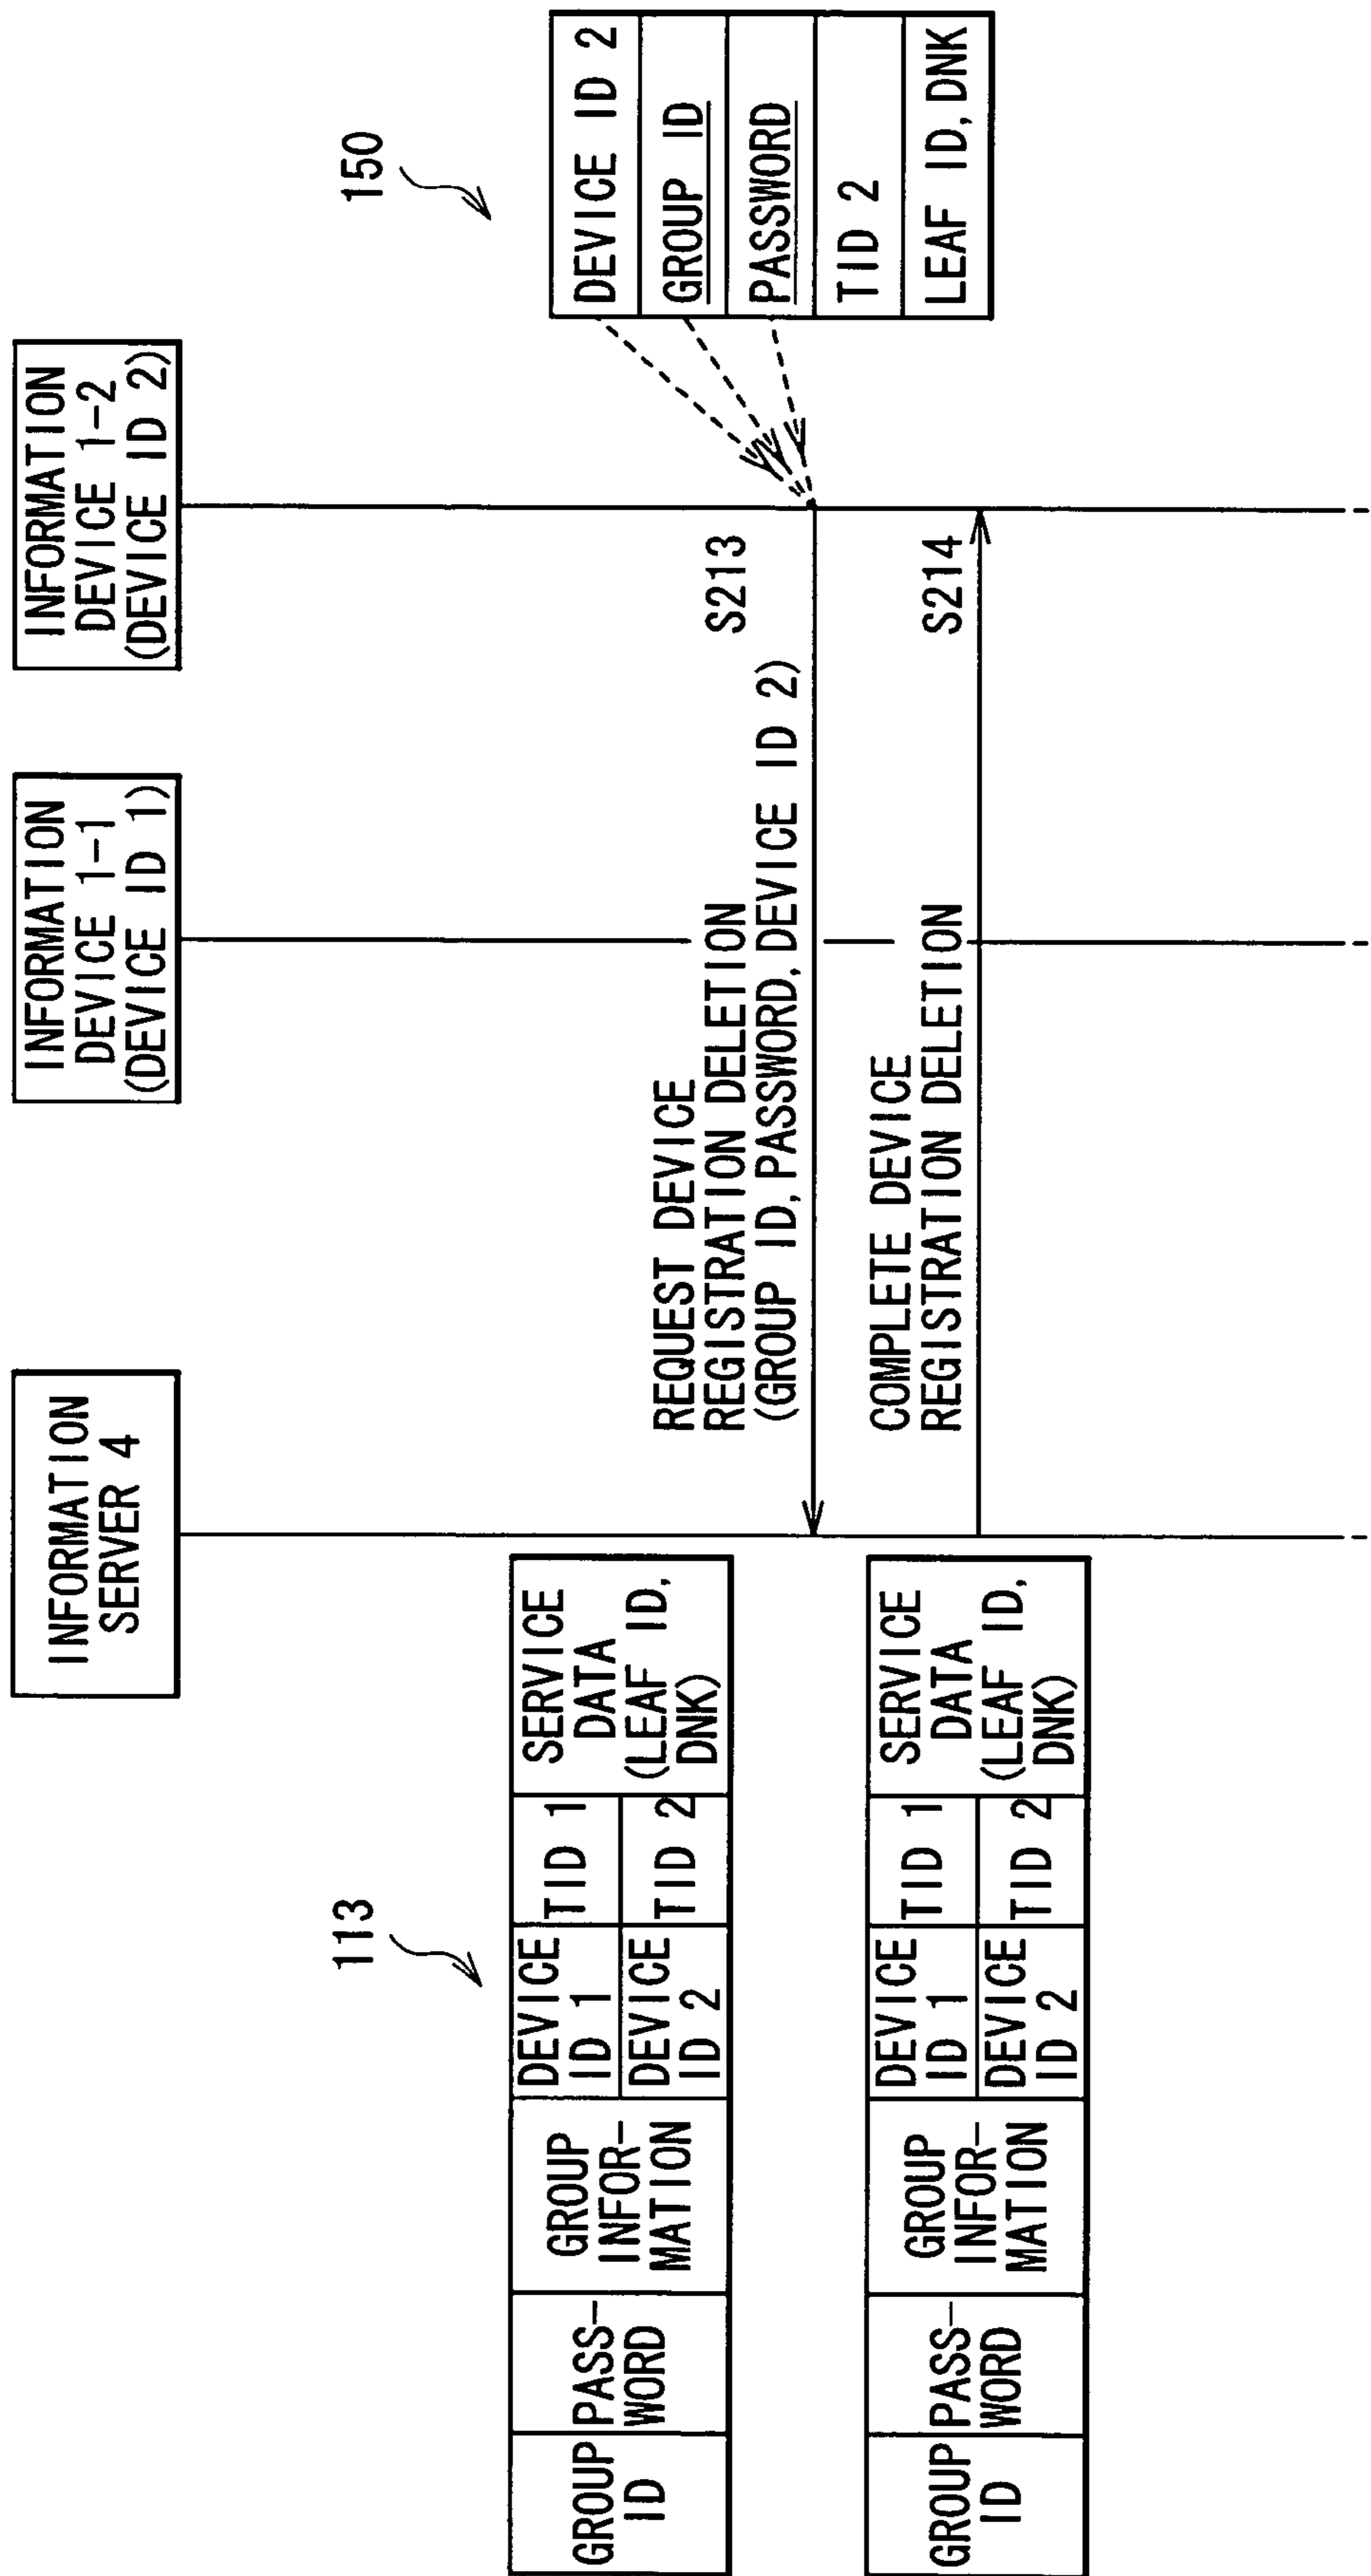 INFORMATION
SERVER 4
INFORMATION
DEVICE 1-1
(DEVICE ID 1)
INFORMATION
DEVICE 1-2
(DEVICE ID 2)
113
GROUP
ID
PASS-
WORD
GROUP
INFOR-
MATION
DEVICE
ID 1
DEVICE
ID 2
TID 1
TID 2
SERVICE
DATA
(LEAF ID,
DNK)
150
DEVICE ID 2
GROUP ID
PASSWORD
TID 2
LEAF ID, DNK
REQUEST DEVICE
REGISTRATION DELETION
(GROUP ID, PASSWORD, DEVICE ID 2)
S213
GROUP
ID
PASS-
WORD
GROUP
INFOR-
MATION
DEVICE
ID 1
DEVICE
ID 2
TID 1
TID 2
SERVICE
DATA
(LEAF ID,
DNK)
COMPLETE DEVICE
REGISTRATION DELETION
S214